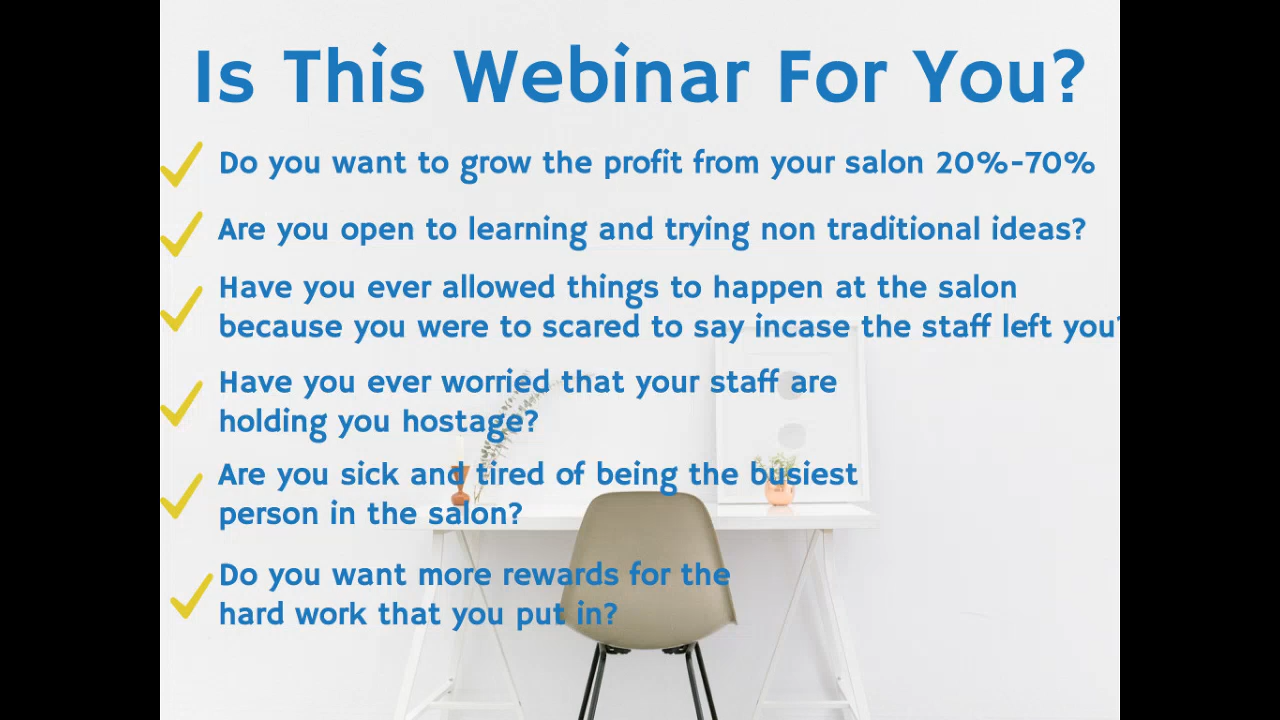 Is This Webinar For You?
Do you want to grow the profit from your salon 20%-70%
Are you open to learning and trying non traditional ideas?
Have you ever allowed things to happen at the salon
because you were to scared to say incase the staff left you?
Have you ever worried that your staff are
holding you hostage?
Are you sick and tired of being the busiest
person in the salon?
Do you want more rewards for the
hard work that you put in?